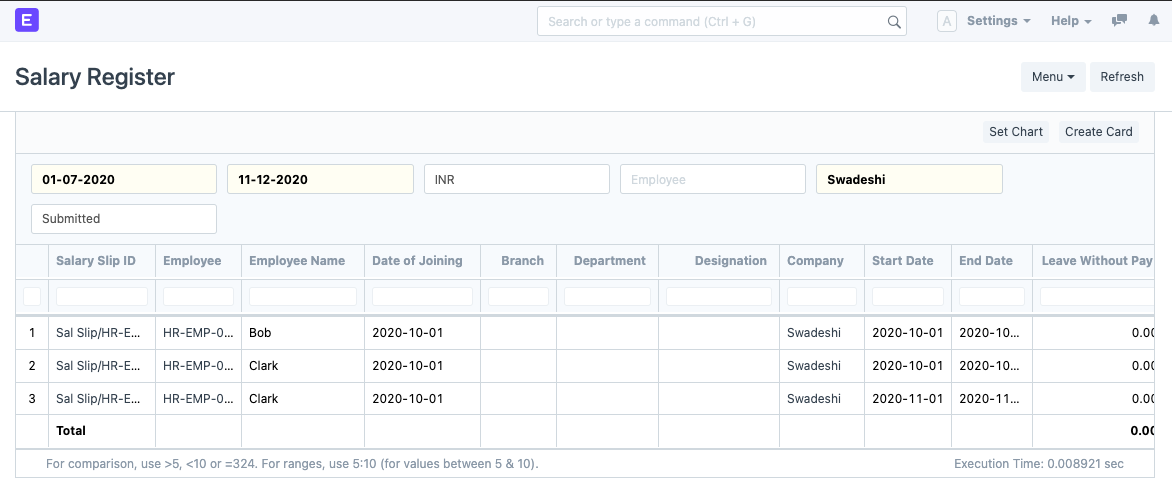 E Search or type a command (Ctrl + G) A Settings Help
Salary Register Menu Refresh
Set Chart Create Card
01-07-2020 11-12-2020 INR Employee Swadeshi
Submitted
Salary Slip ID Employee Employee Name Date of Joining Branch Department Designation Company Start Date End Date Leave Without Pay
1 Sal Slip/HR-E... HR-EMP-0... Bob 2020-10-01 Swadeshi 2020-10-01 2020-10... 0.00
2 Sal Slip/HR-E... HR-EMP-0... Clark 2020-10-01 Swadeshi 2020-10-01 2020-10... 0.00
3 Sal Slip/HR-E... HR-EMP-0... Clark 2020-10-01 Swadeshi 2020-11-01 2020-11... 0.00
Total 0.00
For comparison, use >5, <10 or =324. For ranges, use 5:10 (for values between 5 & 10). Execution Time: 0.008921 sec